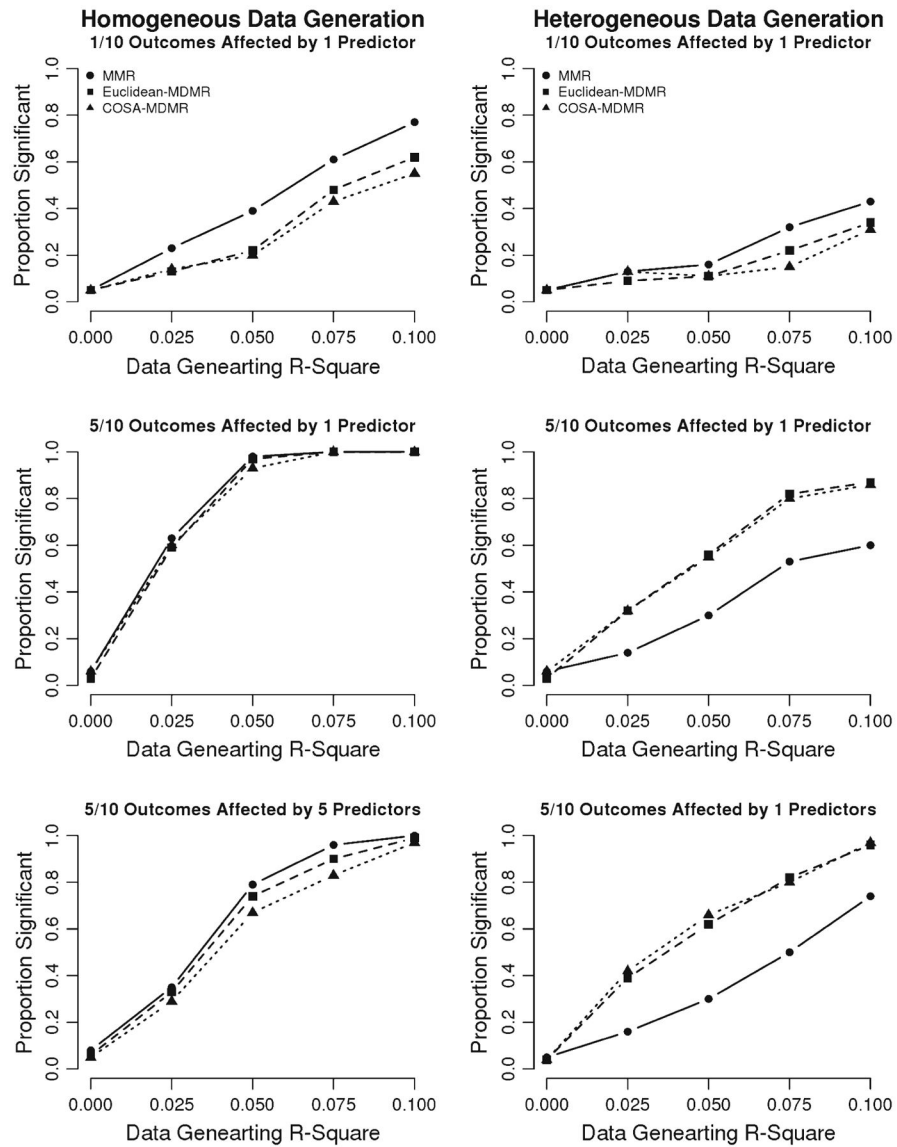 Homogeneous Data Generation
1/10 Outcomes Affected by 1 Predictor
Proportion Significant
0.0 0.2 0.4 0.6 0.8 1.0
MMR
Euclidean-MDMR
COSA-MDMR
0.000 0.025 0.050 0.075 0.100
Data Genearting R-Square
Heterogeneous Data Generation
1/10 Outcomes Affected by 1 Predictor
Proportion Significant
0.0 0.2 0.4 0.6 0.8 1.0
MMR
Euclidean-MDMR
COSA-MDMR
0.000 0.025 0.050 0.075 0.100
Data Genearting R-Square
5/10 Outcomes Affected by 1 Predictor
Proportion Significant
0.0 0.2 0.4 0.6 0.8 1.0
0.000 0.025 0.050 0.075 0.100
Data Genearting R-Square
5/10 Outcomes Affected by 1 Predictor
Proportion Significant
0.0 0.2 0.4 0.6 0.8 1.0
0.000 0.025 0.050 0.075 0.100
Data Genearting R-Square
5/10 Outcomes Affected by 5 Predictors
Proportion Significant
0.0 0.2 0.4 0.6 0.8 1.0
0.000 0.025 0.050 0.075 0.100
Data Genearting R-Square
5/10 Outcomes Affected by 1 Predictors
Proportion Significant
0.0 0.2 0.4 0.6 0.8 1.0
0.000 0.025 0.050 0.075 0.100
Data Genearting R-Square